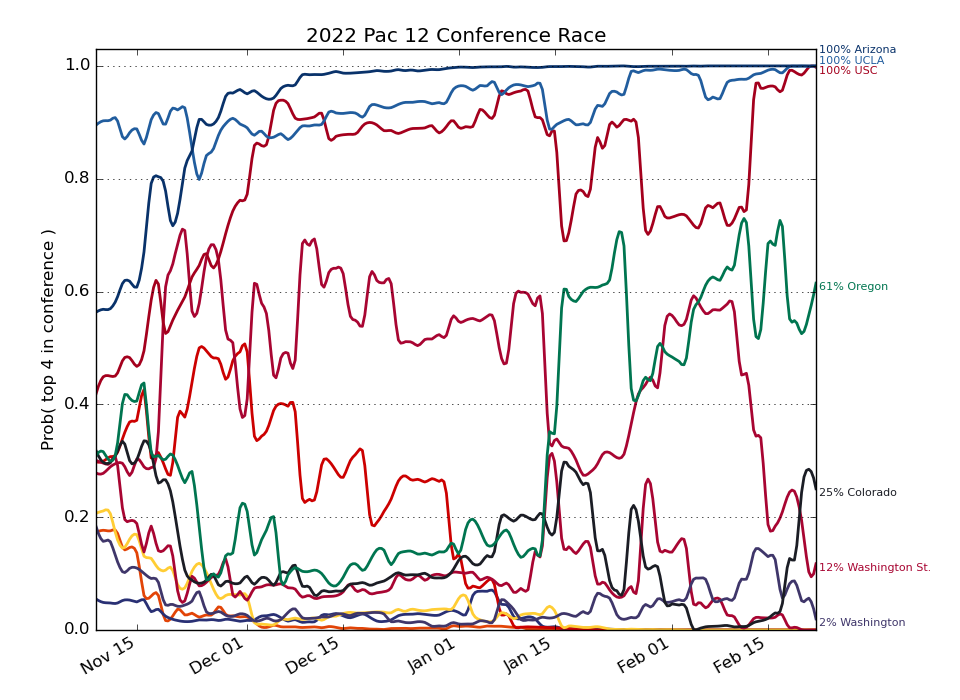 2022 Pac 12 Conference Race
Prob( top 4 in conference )
1.0
0.8
0.6
0.4
0.2
0.0
Nov 15
Dec 01
Dec 15
Jan 01
Jan 15
Feb 01
Feb 15
100% Arizona
100% UCLA
100% USC
61% Oregon
25% Colorado
12% Washington St.
2% Washington